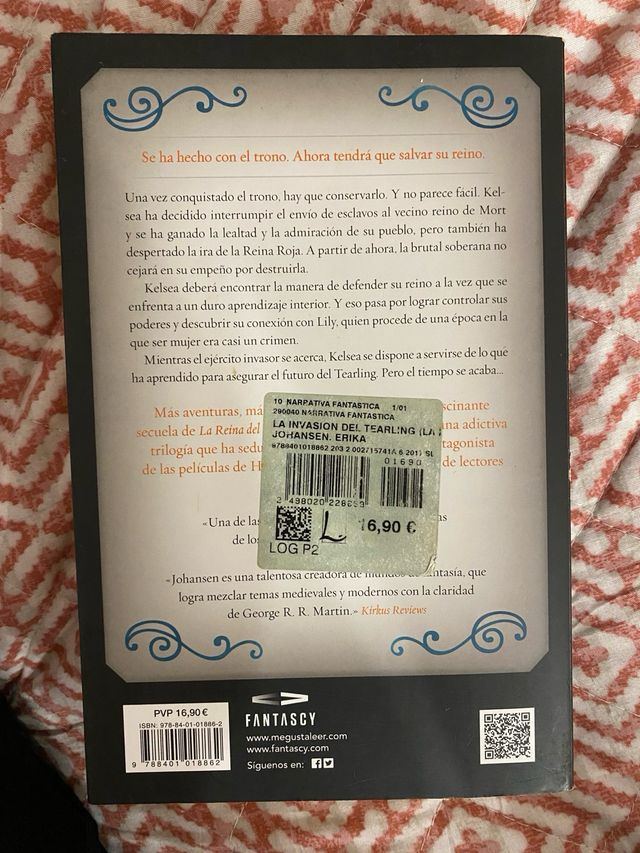 Se ha hecho con el trono. Ahora tendrá que salvar su reino.
Una vez conquistado el trono, hay que conservarlo. Y no parece fácil. Kel-
sea ha decidido interrumpir el envío de esclavos al vecino reino de Mort
y se ha ganado la lealtad y la admiración de su pueblo, pero también ha
despertado la ira de la Reina Roja. A partir de ahora, la brutal soberana no
cejará en su empeño por destruirla.
Kelsea deberá encontrar la manera de defender su reino a la vez que se
enfrenta a un duro aprendizaje interior. Y eso pasa por lograr controlar sus
poderes y descubrir su conexión con Lily, quien procede de una época en la
que ser mujer era casi un crimen.
Mientras el ejército invasor se acerca, Kelsea se dispone a servirse de lo que
ha aprendido para asegurar el futuro del Tearling. Pero el tiempo se acaba...
Más aventuras, má
secuela de La Reina del una adictiva
trilogía que ha sedu
de las películas de H de lectores
10 NARRATIVA FANTASTICA 1/01
290040 NARRATIVA FANTASTICA
LA INVASION DEL TEARLING (LA
JOHANSEN. ERIKA
01690
6,90 €
LOG P2
«Una de las
de los
«Johansen es una talentosa creadora de mundos de fantasía, que
logra mezclar temas medievales y modernos con la claridad
de George R. R. Martin.» Kirkus Reviews
PVP 16,90 €
ISBN: 978-84-01-01886-2
9 788401 018862
FANTASCY
www.megustaleer.com
www.fantascy.com
Síguenos en: